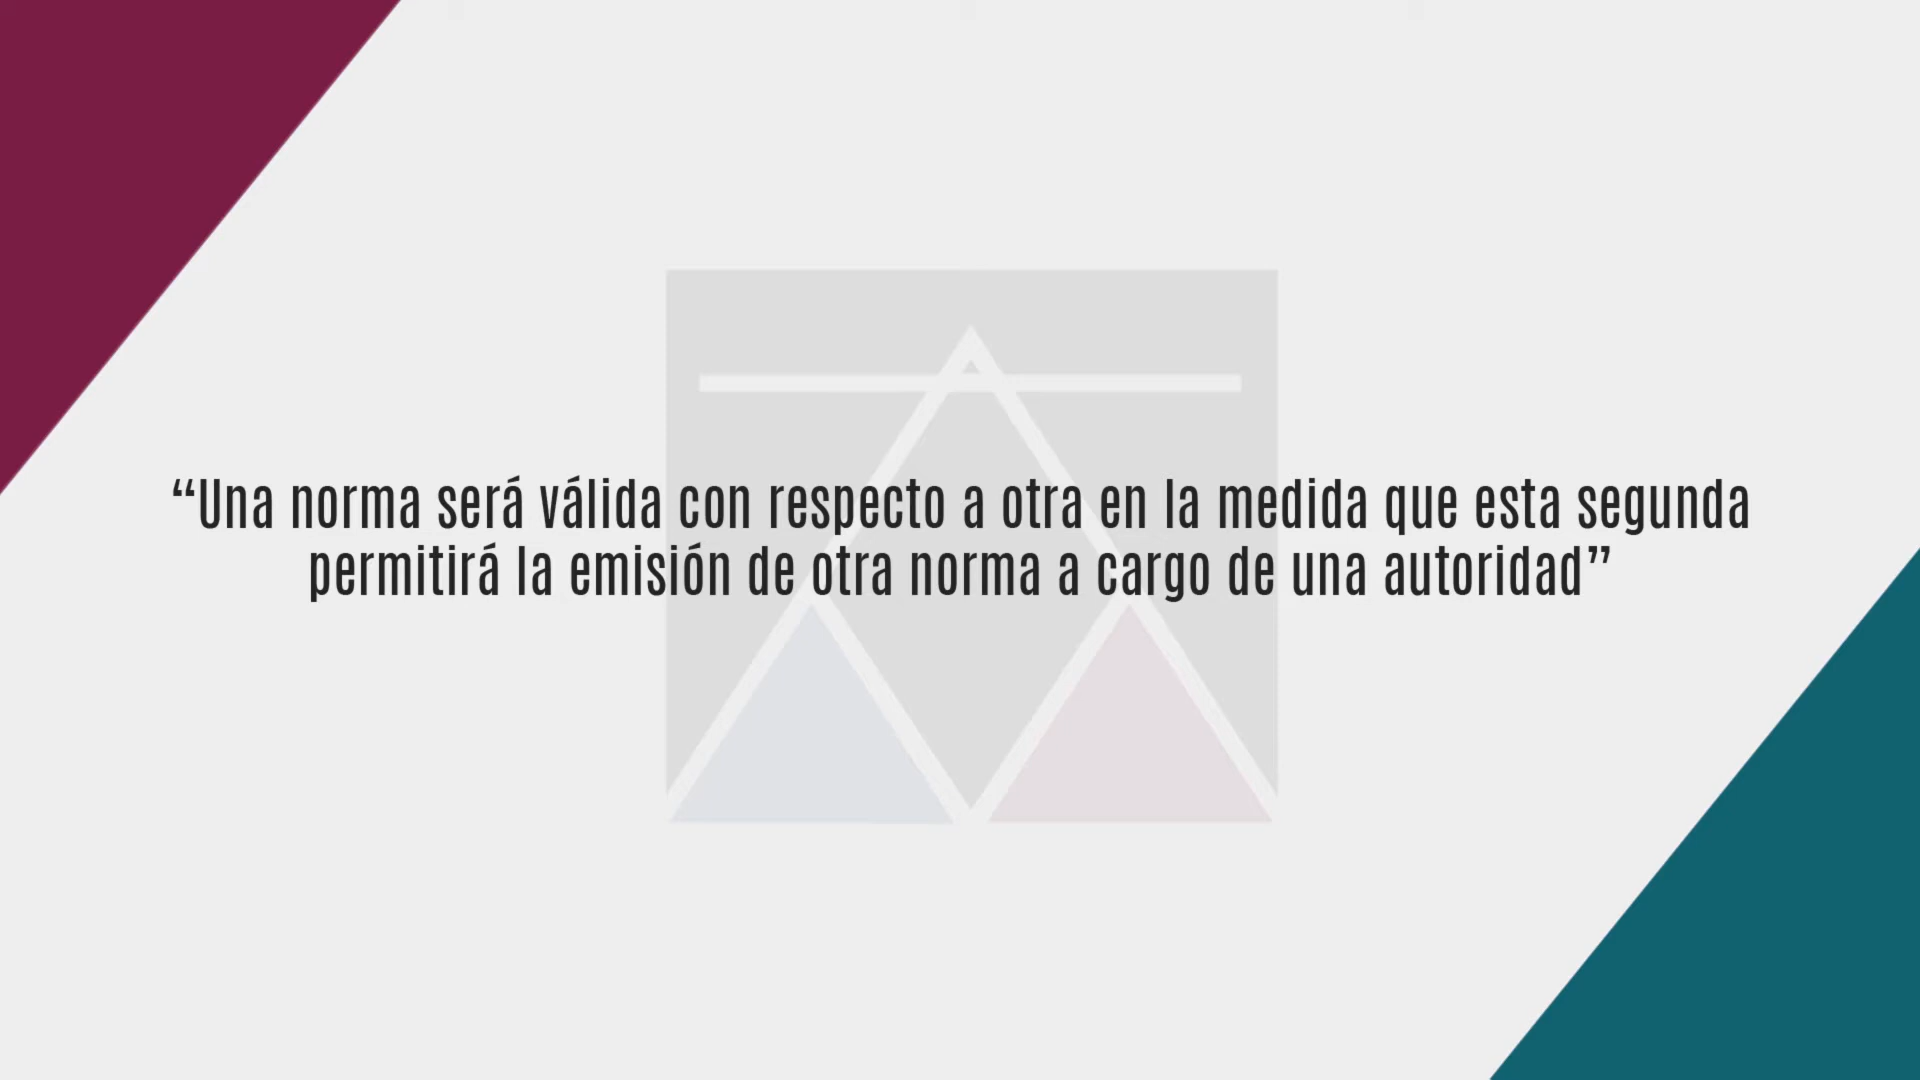 “Una norma será válida con respecto a otra en la medida que esta segunda
permitirá la emisión de otra norma a cargo de una autoridad”